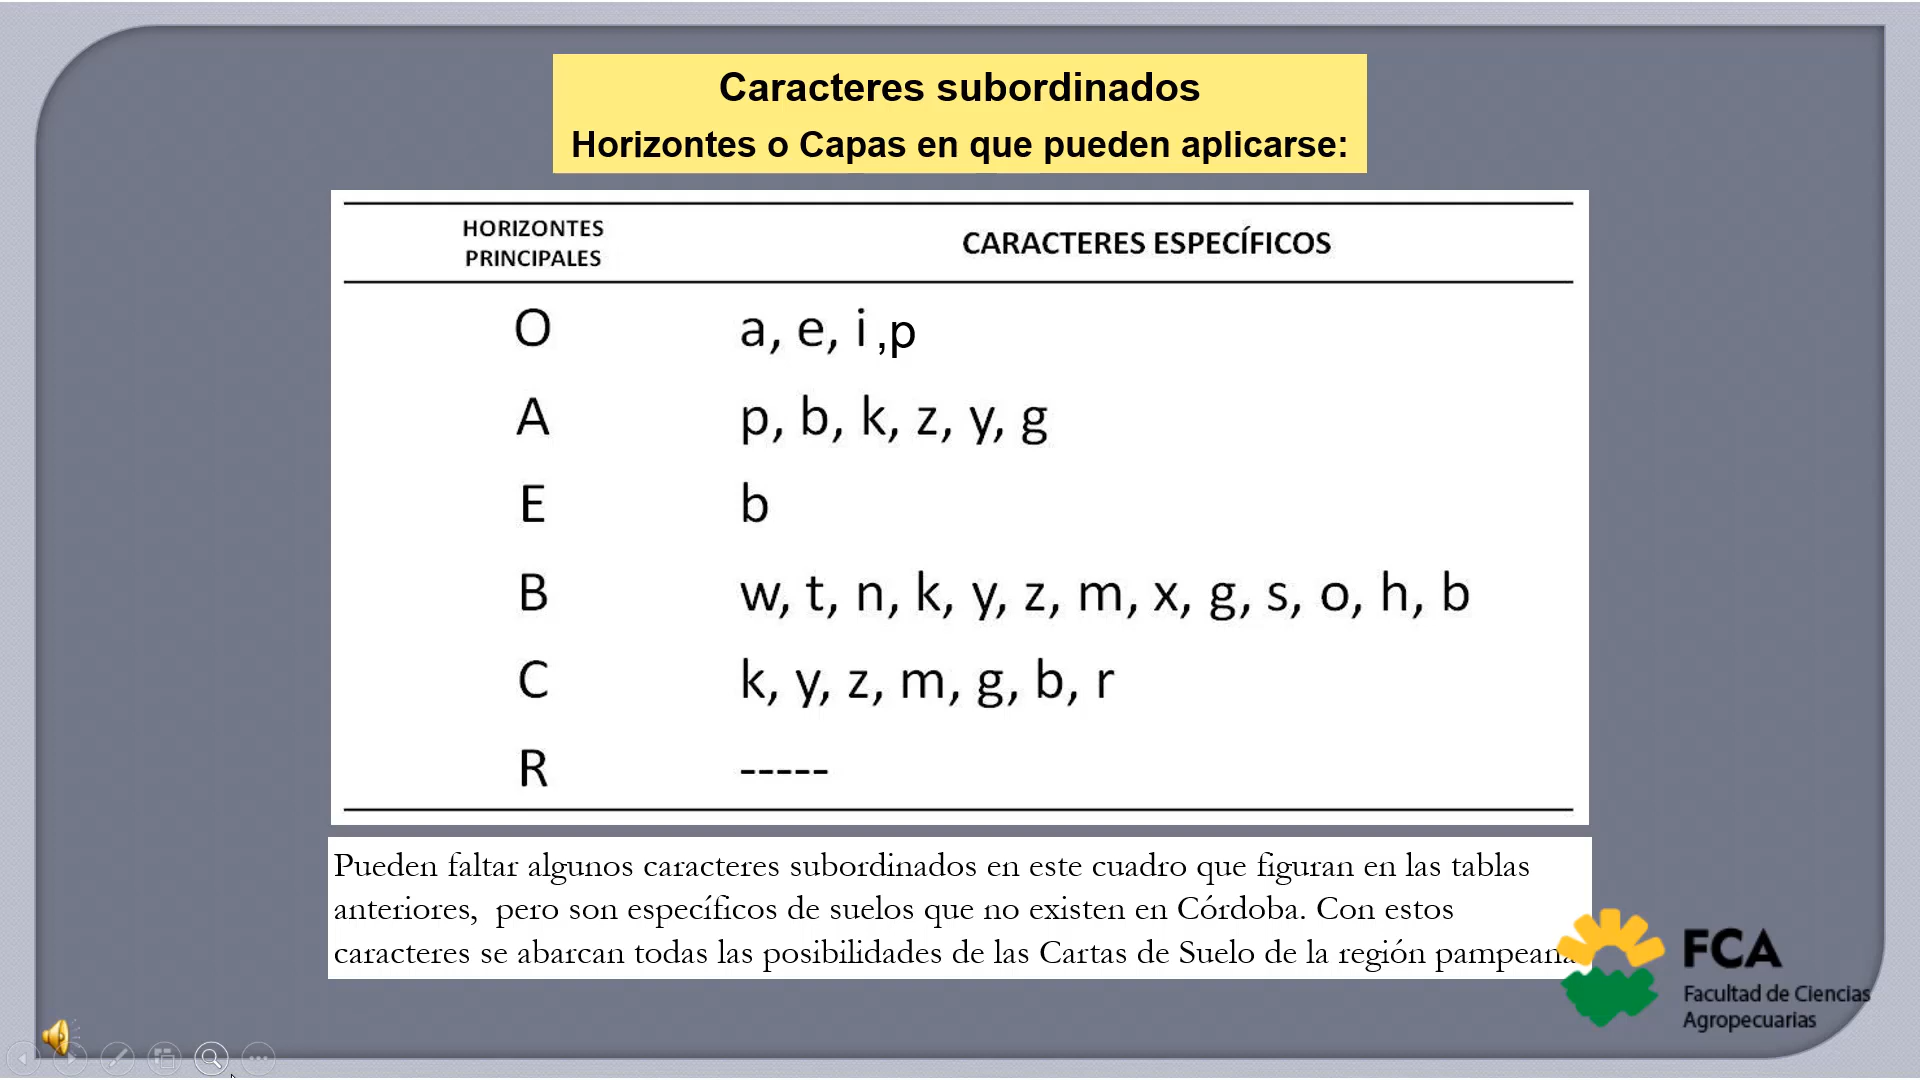 Caracteres subordinados
Horizontes o Capas en que pueden aplicarse:
HORIZONTES PRINCIPALES
CARACTERES ESPECÍFICOS
O a, e, i ,p
A p, b, k, z, y, g
E b
B w, t, n, k, y, z, m, x, g, s, o, h, b
C k, y, z, m, g, b, r
R -----
Pueden faltar algunos caracteres subordinados en este cuadro que figuran en las tablas
anteriores, pero son específicos de suelos que no existen en Córdoba. Con estos
caracteres se abarcan todas las posibilidades de las Cartas de Suelo de la región pampeana
FCA
Facultad de Ciencias
Agropecuarias